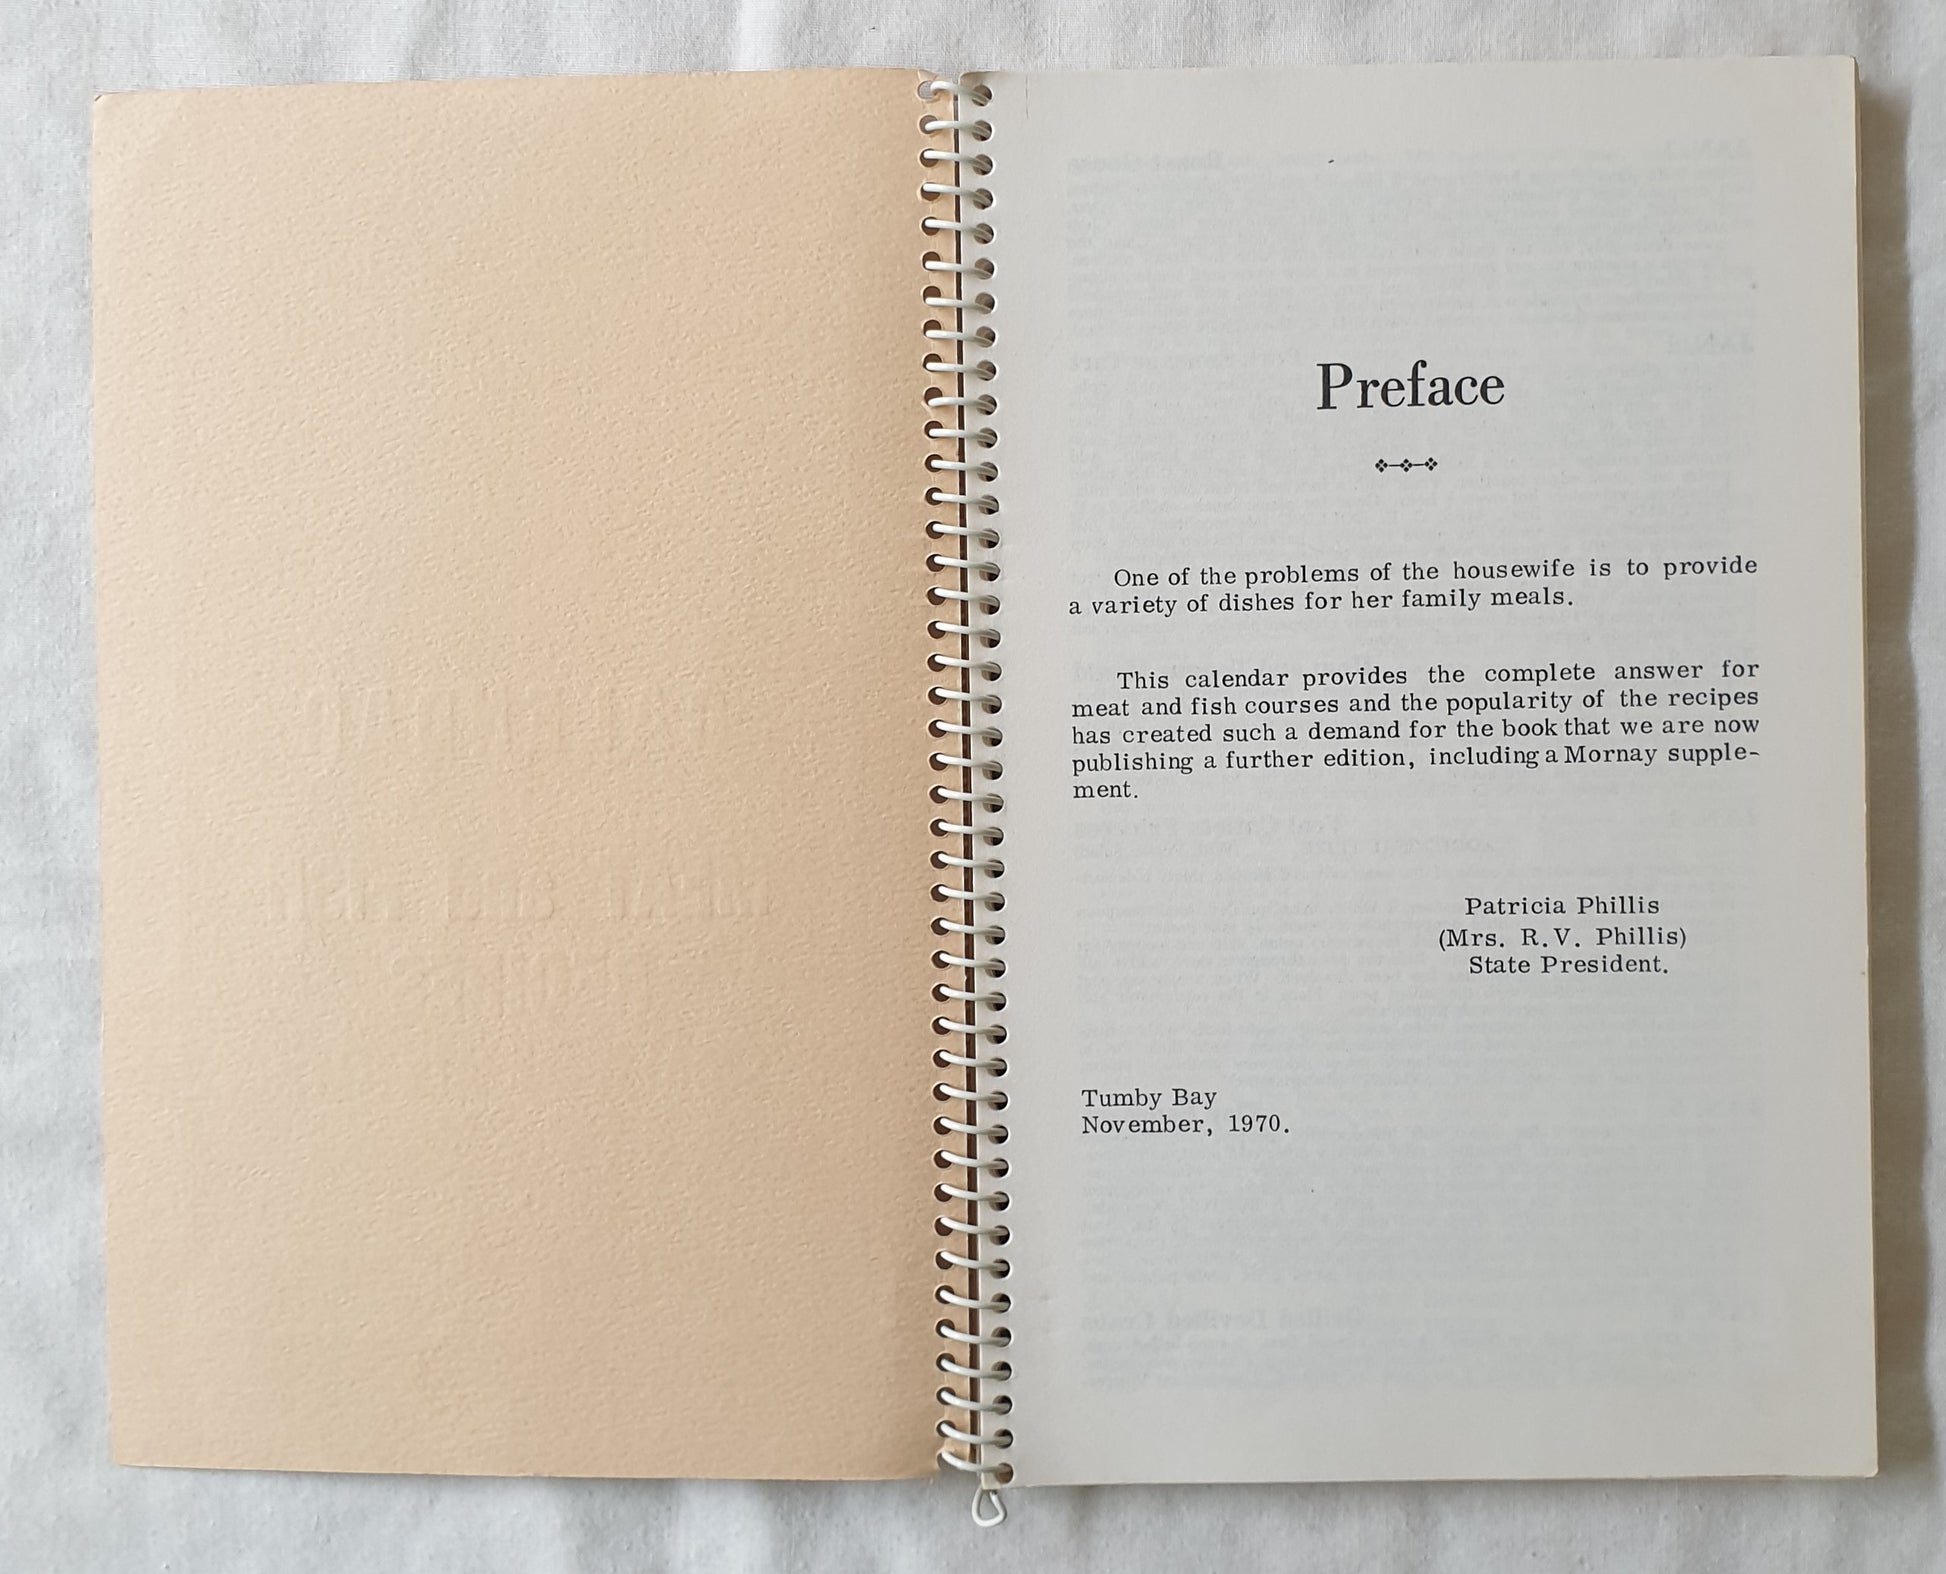 Preface
One of the problems of the housewife is to provide
a variety of dishes for her family meals.
This calendar provides the complete answer for
meat and fish courses and the popularity of the recipes
has created such a demand for the book that we are now
publishing a further edition, including a Mornay supple-
ment.
Patricia Phillis
(Mrs. R.V. Phillis)
State President.
Tumby Bay
November, 1970.